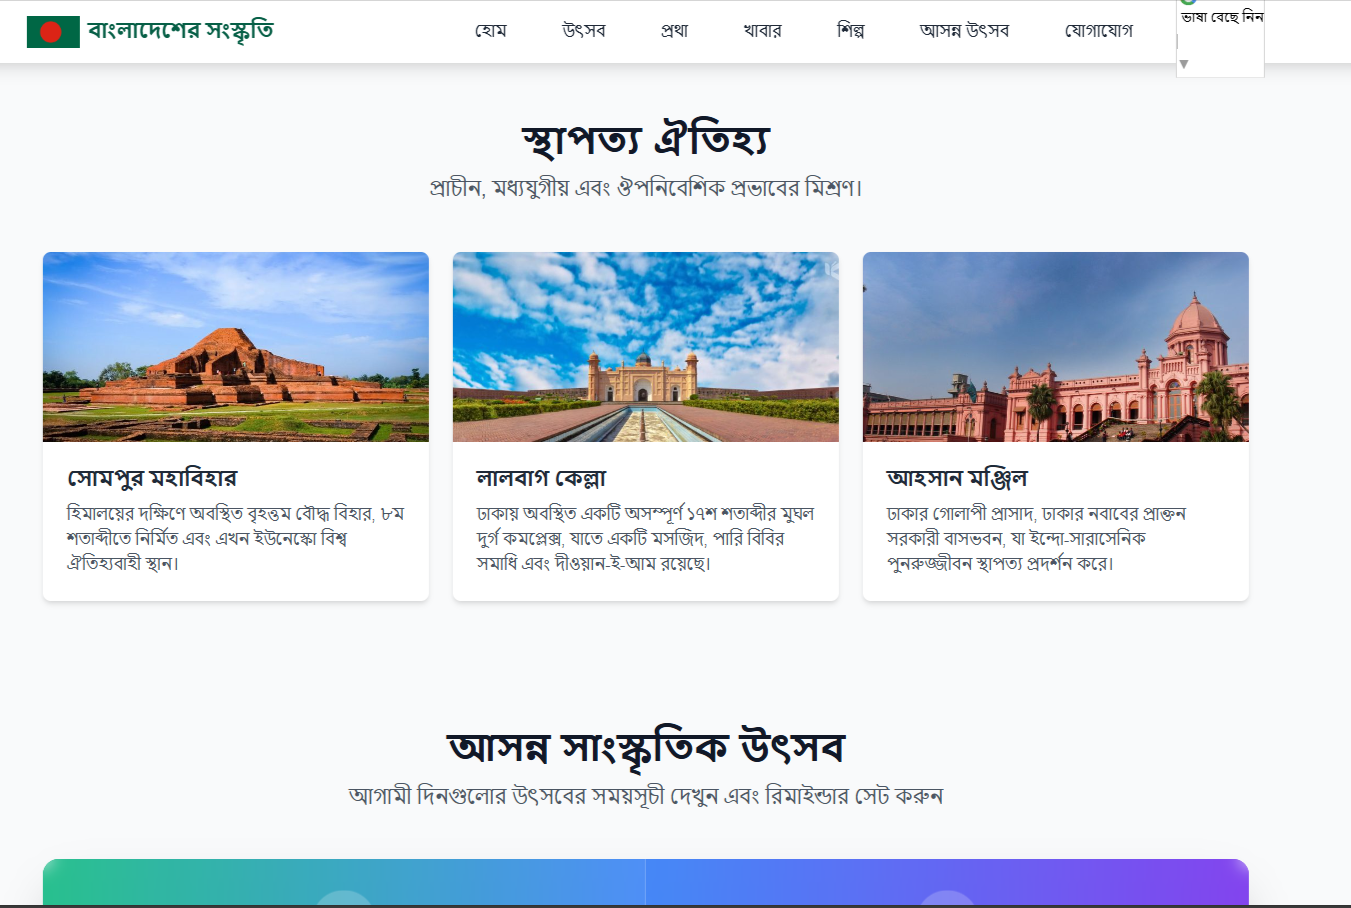 বাংলাদেশের সংস্কৃতি
হোম উৎসব প্রথা খাবার শিল্প আসন্ন উৎসব যোগাযোগ
ভাষা বেছে নিন
▼
স্থাপত্য ঐতিহ্য
প্রাচীন, মধ্যযুগীয় এবং ঔপনিবেশিক প্রভাবের মিশ্রণ।
সোমপুর মহাবিহার
হিমালয়ের দক্ষিণে অবস্থিত বৃহত্তম বৌদ্ধ বিহার, ৮ম
শতাব্দীতে নির্মিত এবং এখন ইউনেস্কো বিশ্ব
ঐতিহ্যবাহী স্থান।
লালবাগ কেল্লা
ঢাকায় অবস্থিত একটি অসম্পূর্ণ ১৭শ শতাব্দীর মুঘল
দুর্গ কমপ্লেক্স, যাতে একটি মসজিদ, পারি বিবির
সমাধি এবং দীওয়ান-ই-আম রয়েছে।
আহসান মঞ্জিল
ঢাকার গোলাপী প্রাসাদ, ঢাকার নবাবের প্রাক্তন
সরকারী বাসভবন, যা ইন্দো-সারাসেনিক
পুনরুজ্জীবন স্থাপত্য প্রদর্শন করে।
আসন্ন সাংস্কৃতিক উৎসব
আগামী দিনগুলোর উৎসবের সময়সূচী দেখুন এবং রিমাইন্ডার সেট করুন